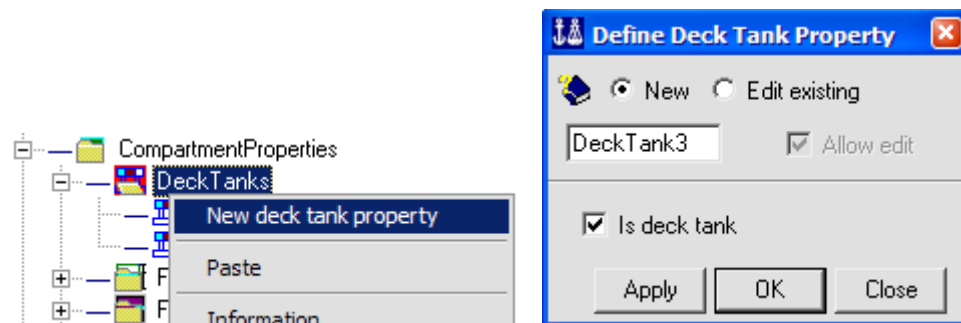 CompartmentProperties
DeckTanks
New deck tank property
F
Paste
F
Information
Define Deck Tank Property
New Edit existing
DeckTank3 Allow edit
Is deck tank
Apply OK Close